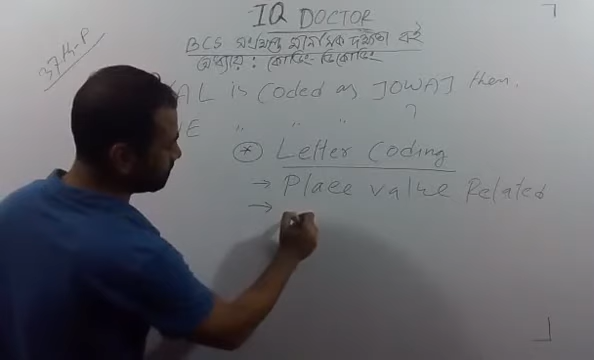 IQ DOCTOR
BCS সংক্ষিপ্ত মানসিক দক্ষতা বই
অধ্যায় : কোডিং-ডিকোডিং
37th-P
AL is coded as JOWAJ then.
E " " " ?
* Letter Coding
→ Place value Related
→